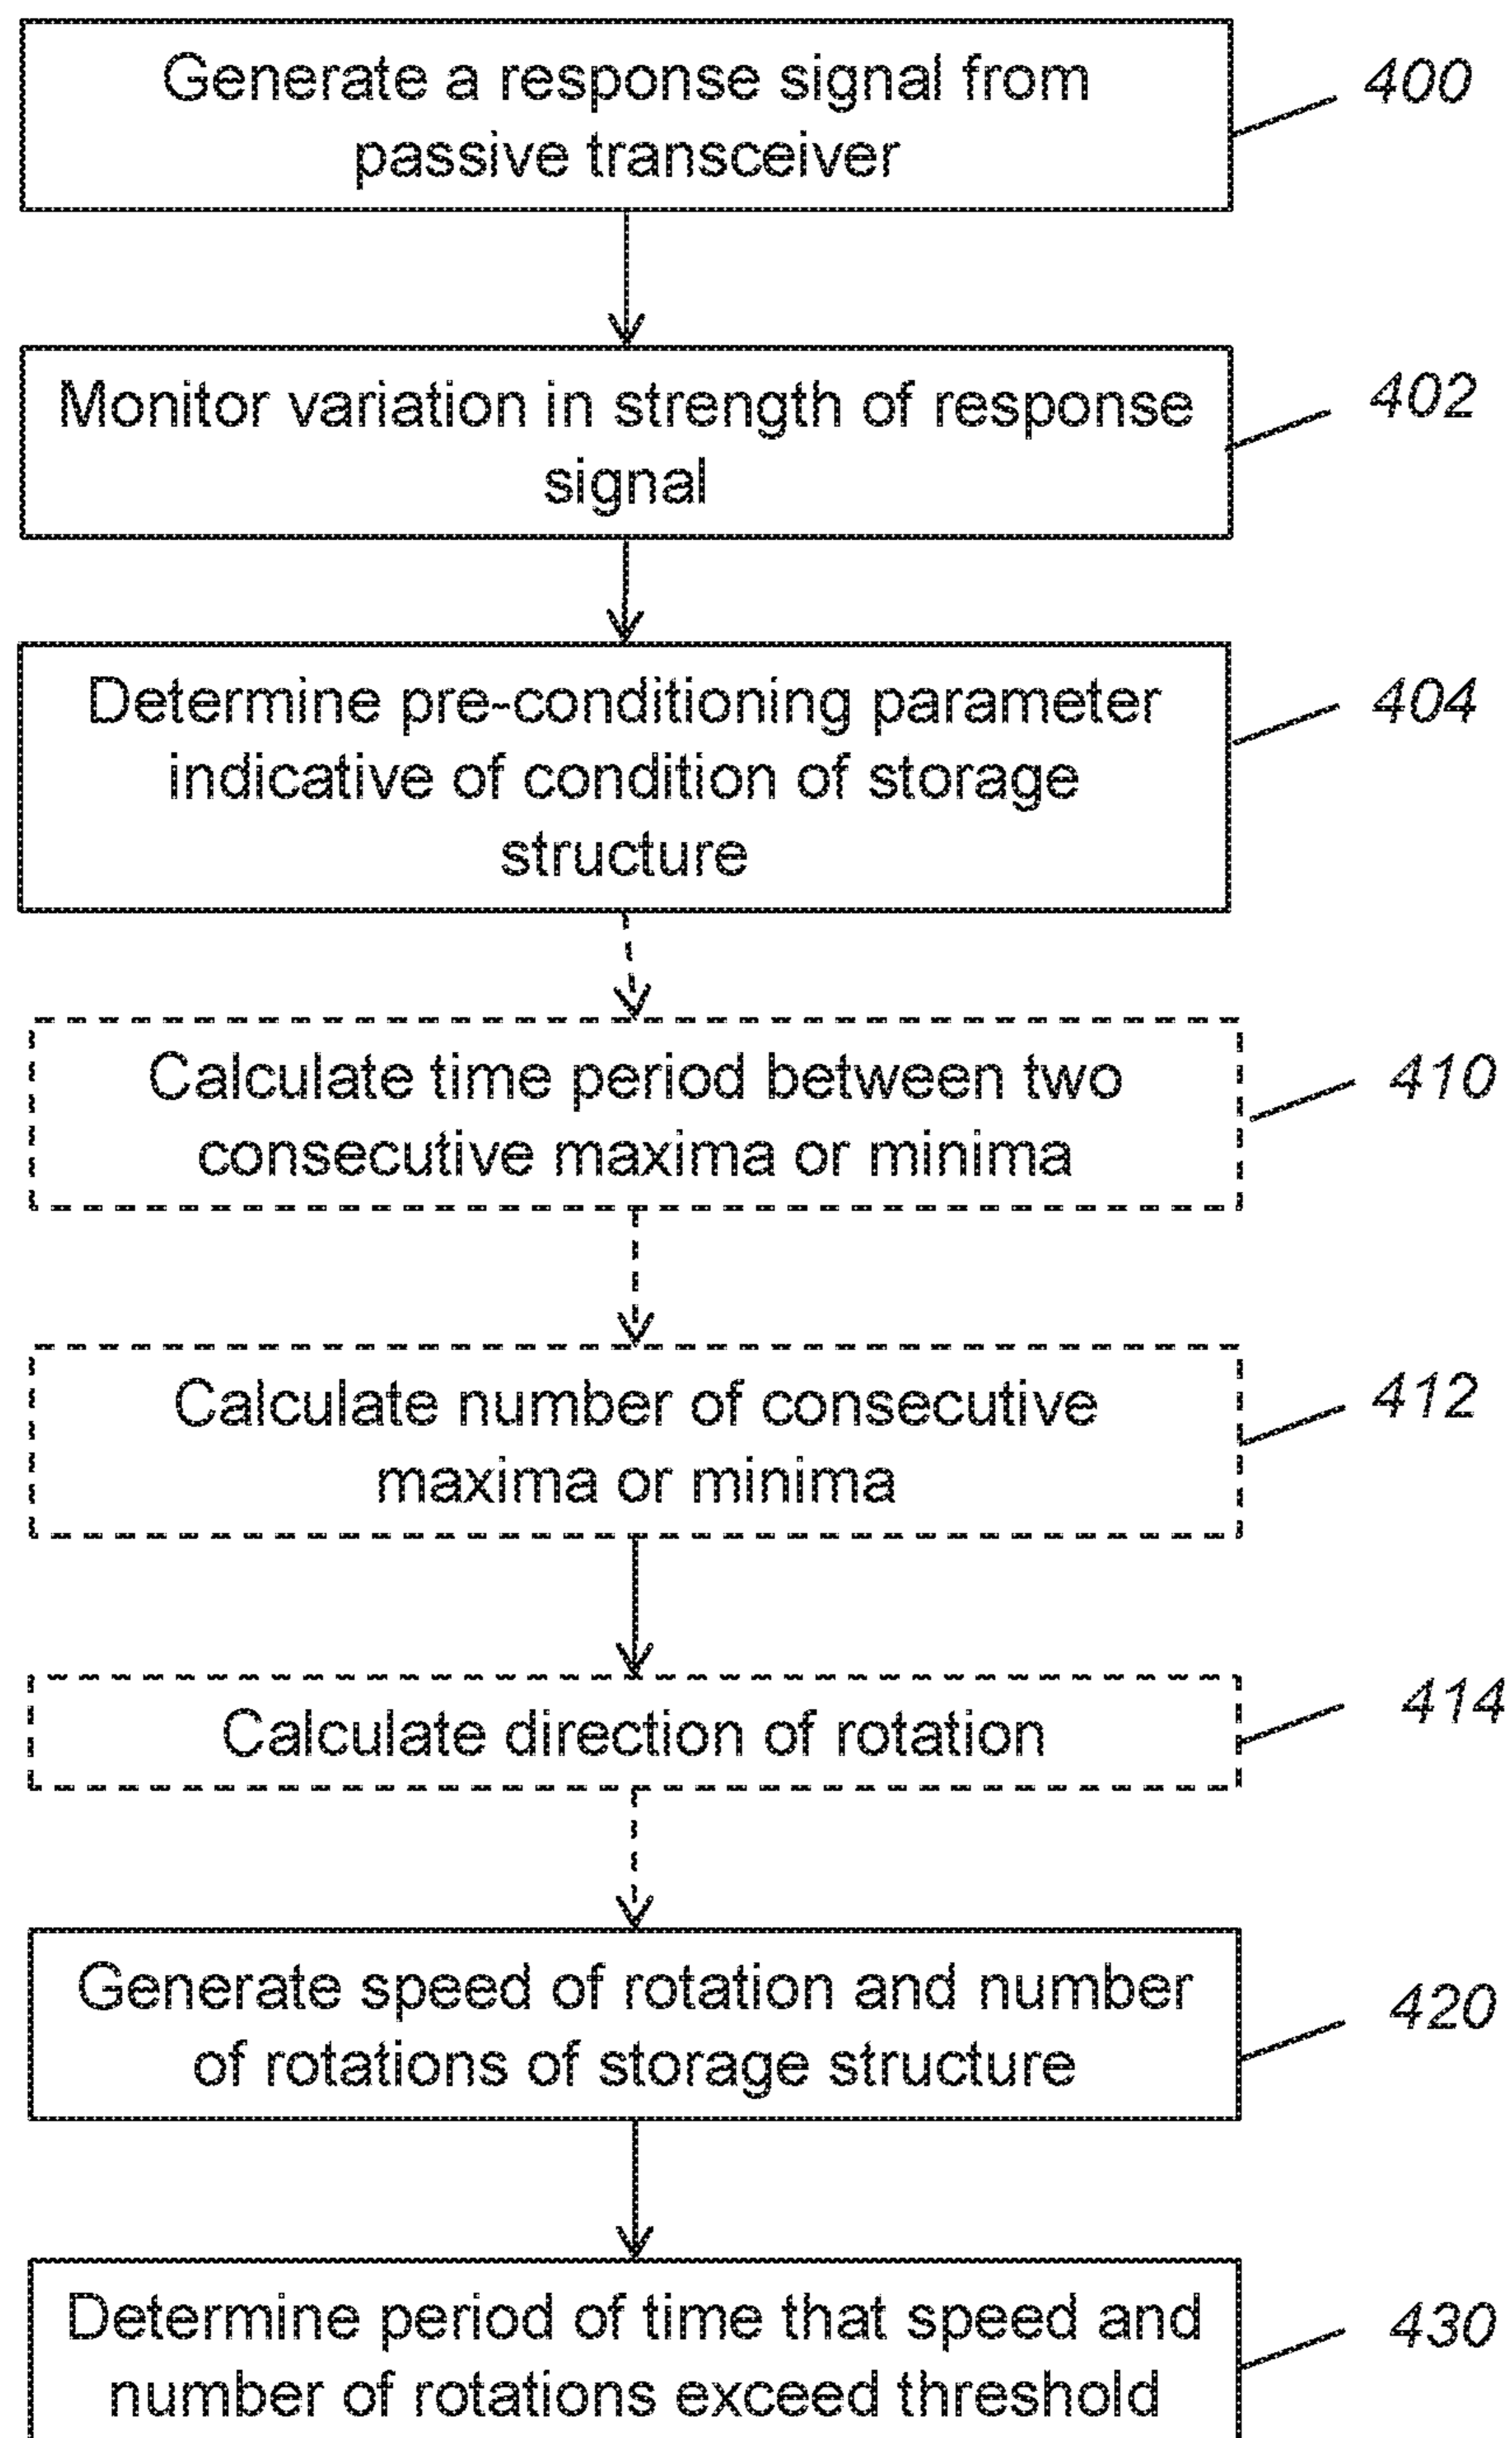 Generate a response signal from
passive transceiver
400
Monitor variation in strength of response
signal
402
Determine pre-conditioning parameter
indicative of condition of storage
structure
404
Calculate time period between two
consecutive maxima or minima
410
Calculate number of consecutive
maxima or minima
412
Calculate direction of rotation
414
Generate speed of rotation and number
of rotations of storage structure
420
Determine period of time that speed and
number of rotations exceed threshold
430